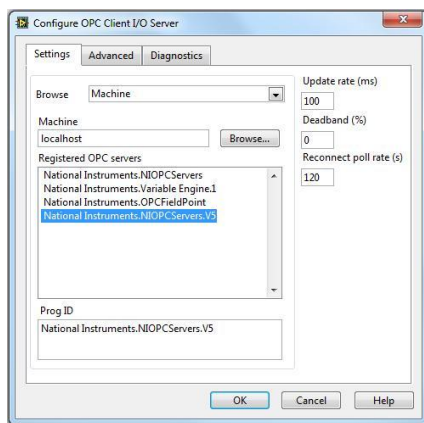 Configure OPC Client I/O Server
Settings
Advanced
Diagnostics
Browse
Machine
Machine
localhost
Browse...
Registered OPC servers
National Instruments.NIOPCServers
National Instruments.Variable Engine.1
National Instruments.OPCFieldPoint
National Instruments.NIOPCServers.V5
Prog ID
National Instruments.NIOPCServers.V5
Update rate (ms)
100
Deadband (%)
0
Reconnect poll rate (s)
120
OK
Cancel
Help